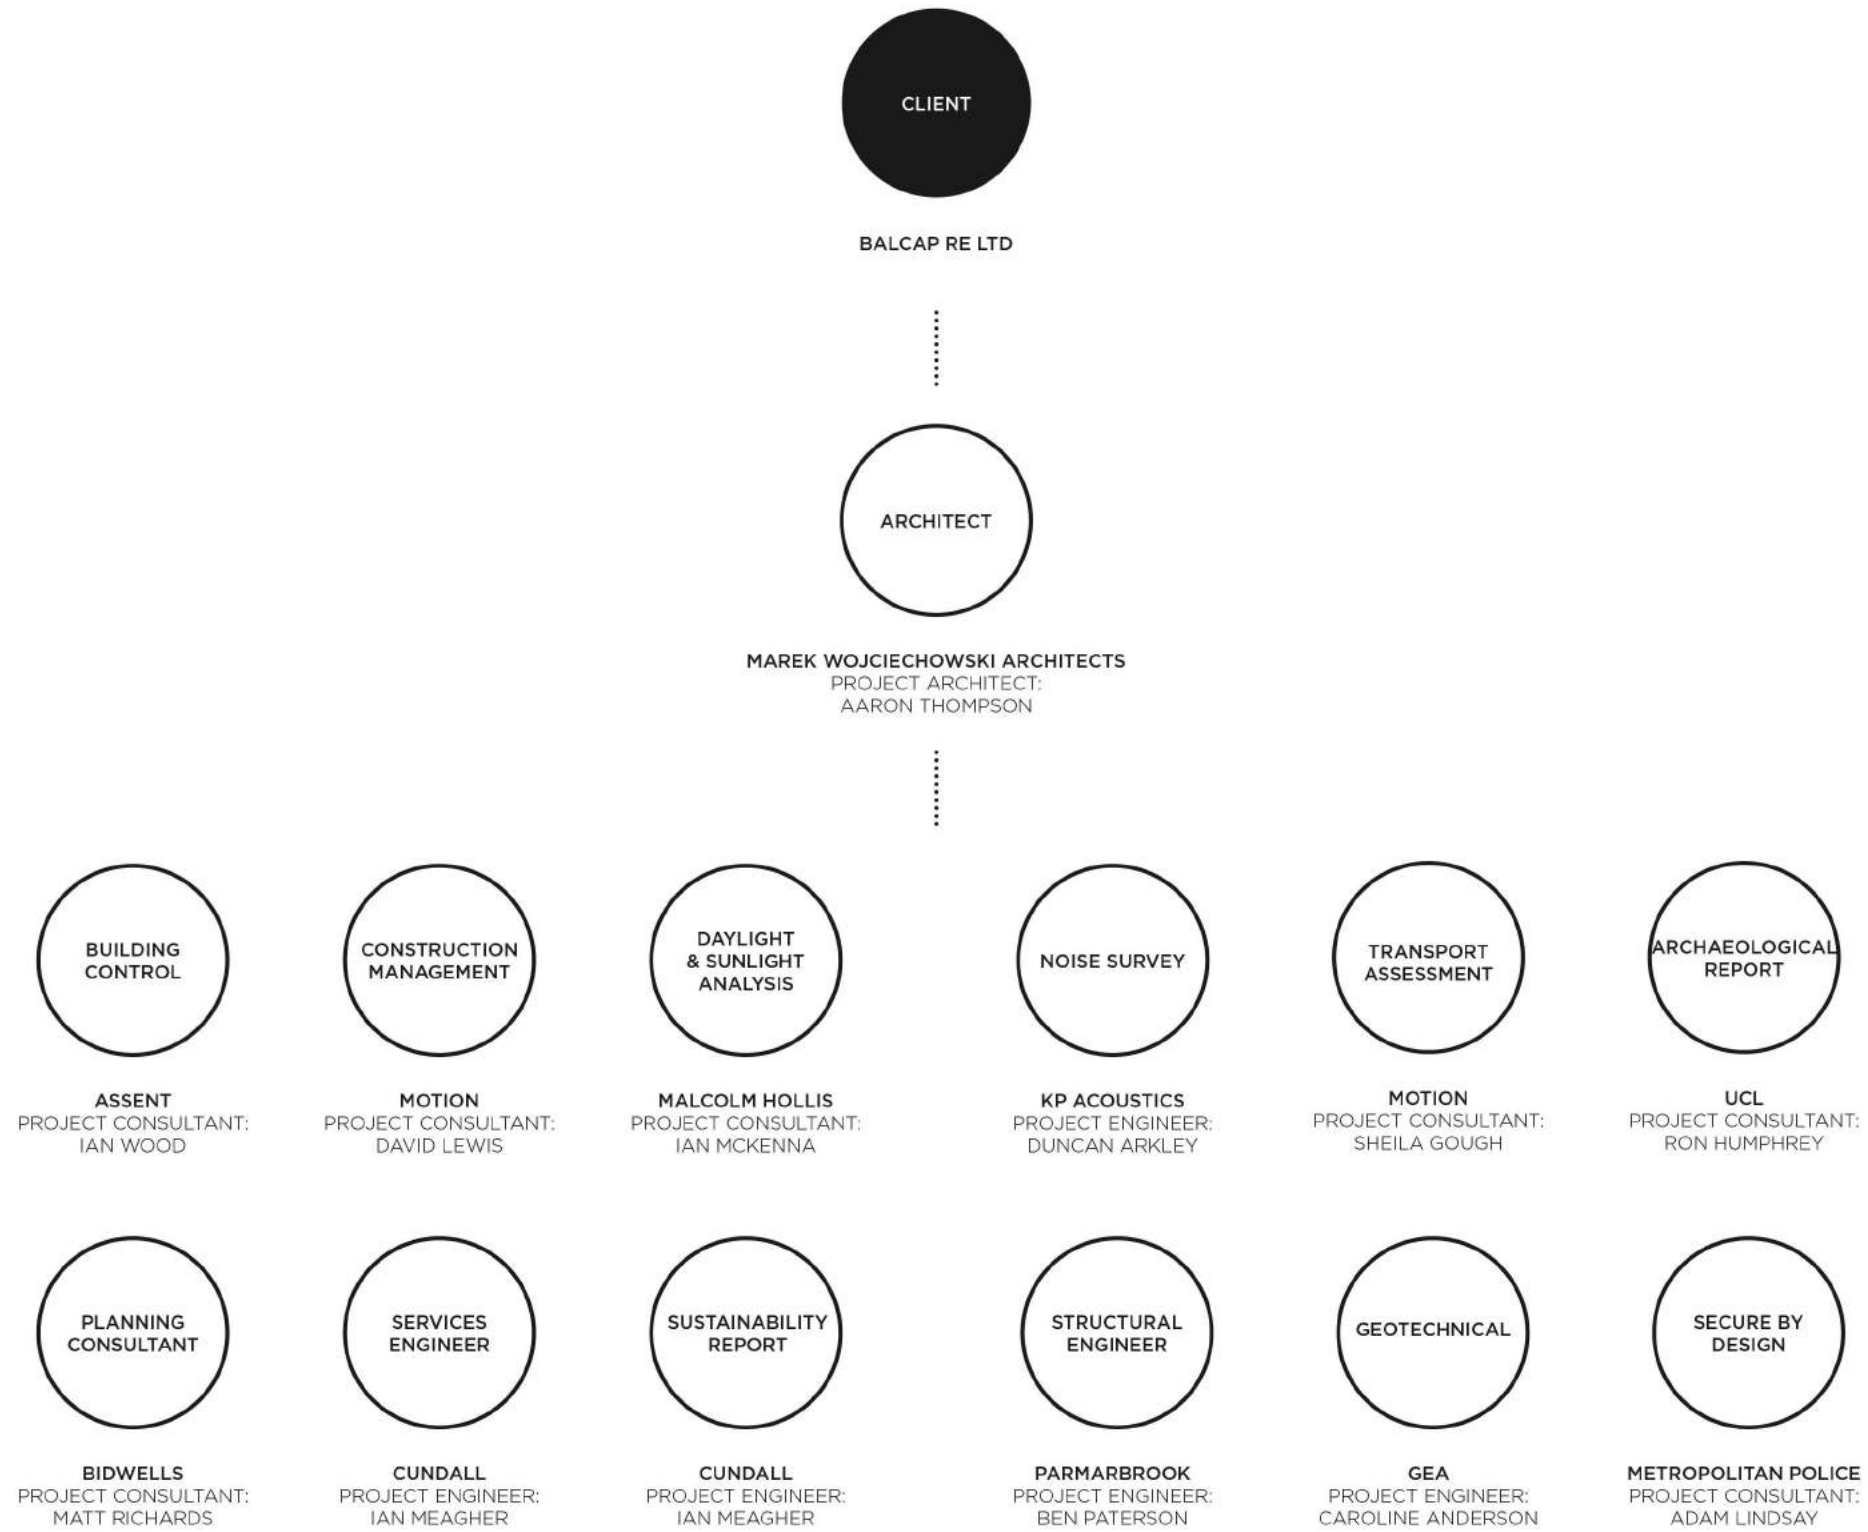 CLIENT
BALCAP RE LTD
ARCHITECT
MAREK WOJCIECHOWSKI ARCHITECTS
PROJECT ARCHITECT:
AARON THOMPSON
BUILDING
CONTROL
ASSENT
PROJECT CONSULTANT:
IAN WOOD
CONSTRUCTION
MANAGEMENT
MOTION
PROJECT CONSULTANT:
DAVID LEWIS
DAYLIGHT
& SUNLIGHT
ANALYSIS
MALCOLM HOLLIS
PROJECT CONSULTANT:
IAN MCKENNA
NOISE SURVEY
KP ACOUSTICS
PROJECT ENGINEER:
DUNCAN ARKLEY
TRANSPORT
ASSESSMENT
MOTION
PROJECT CONSULTANT:
SHEILA GOUGH
ARCHAEOLOGICAL
REPORT
UCL
PROJECT CONSULTANT:
RON HUMPHREY
PLANNING
CONSULTANT
BIDWELLS
PROJECT CONSULTANT:
MATT RICHARDS
SERVICES
ENGINEER
CUNDALL
PROJECT ENGINEER:
IAN MEAGHER
SUSTAINABILITY
REPORT
CUNDALL
PROJECT ENGINEER:
IAN MEAGHER
STRUCTURAL
ENGINEER
PARMARBROOK
PROJECT ENGINEER:
BEN PATERSON
GEOTECHNICAL
GEA
PROJECT ENGINEER:
CAROLINE ANDERSON
SECURE BY
DESIGN
METROPOLITAN POLICE
PROJECT CONSULTANT:
ADAM LINDSAY